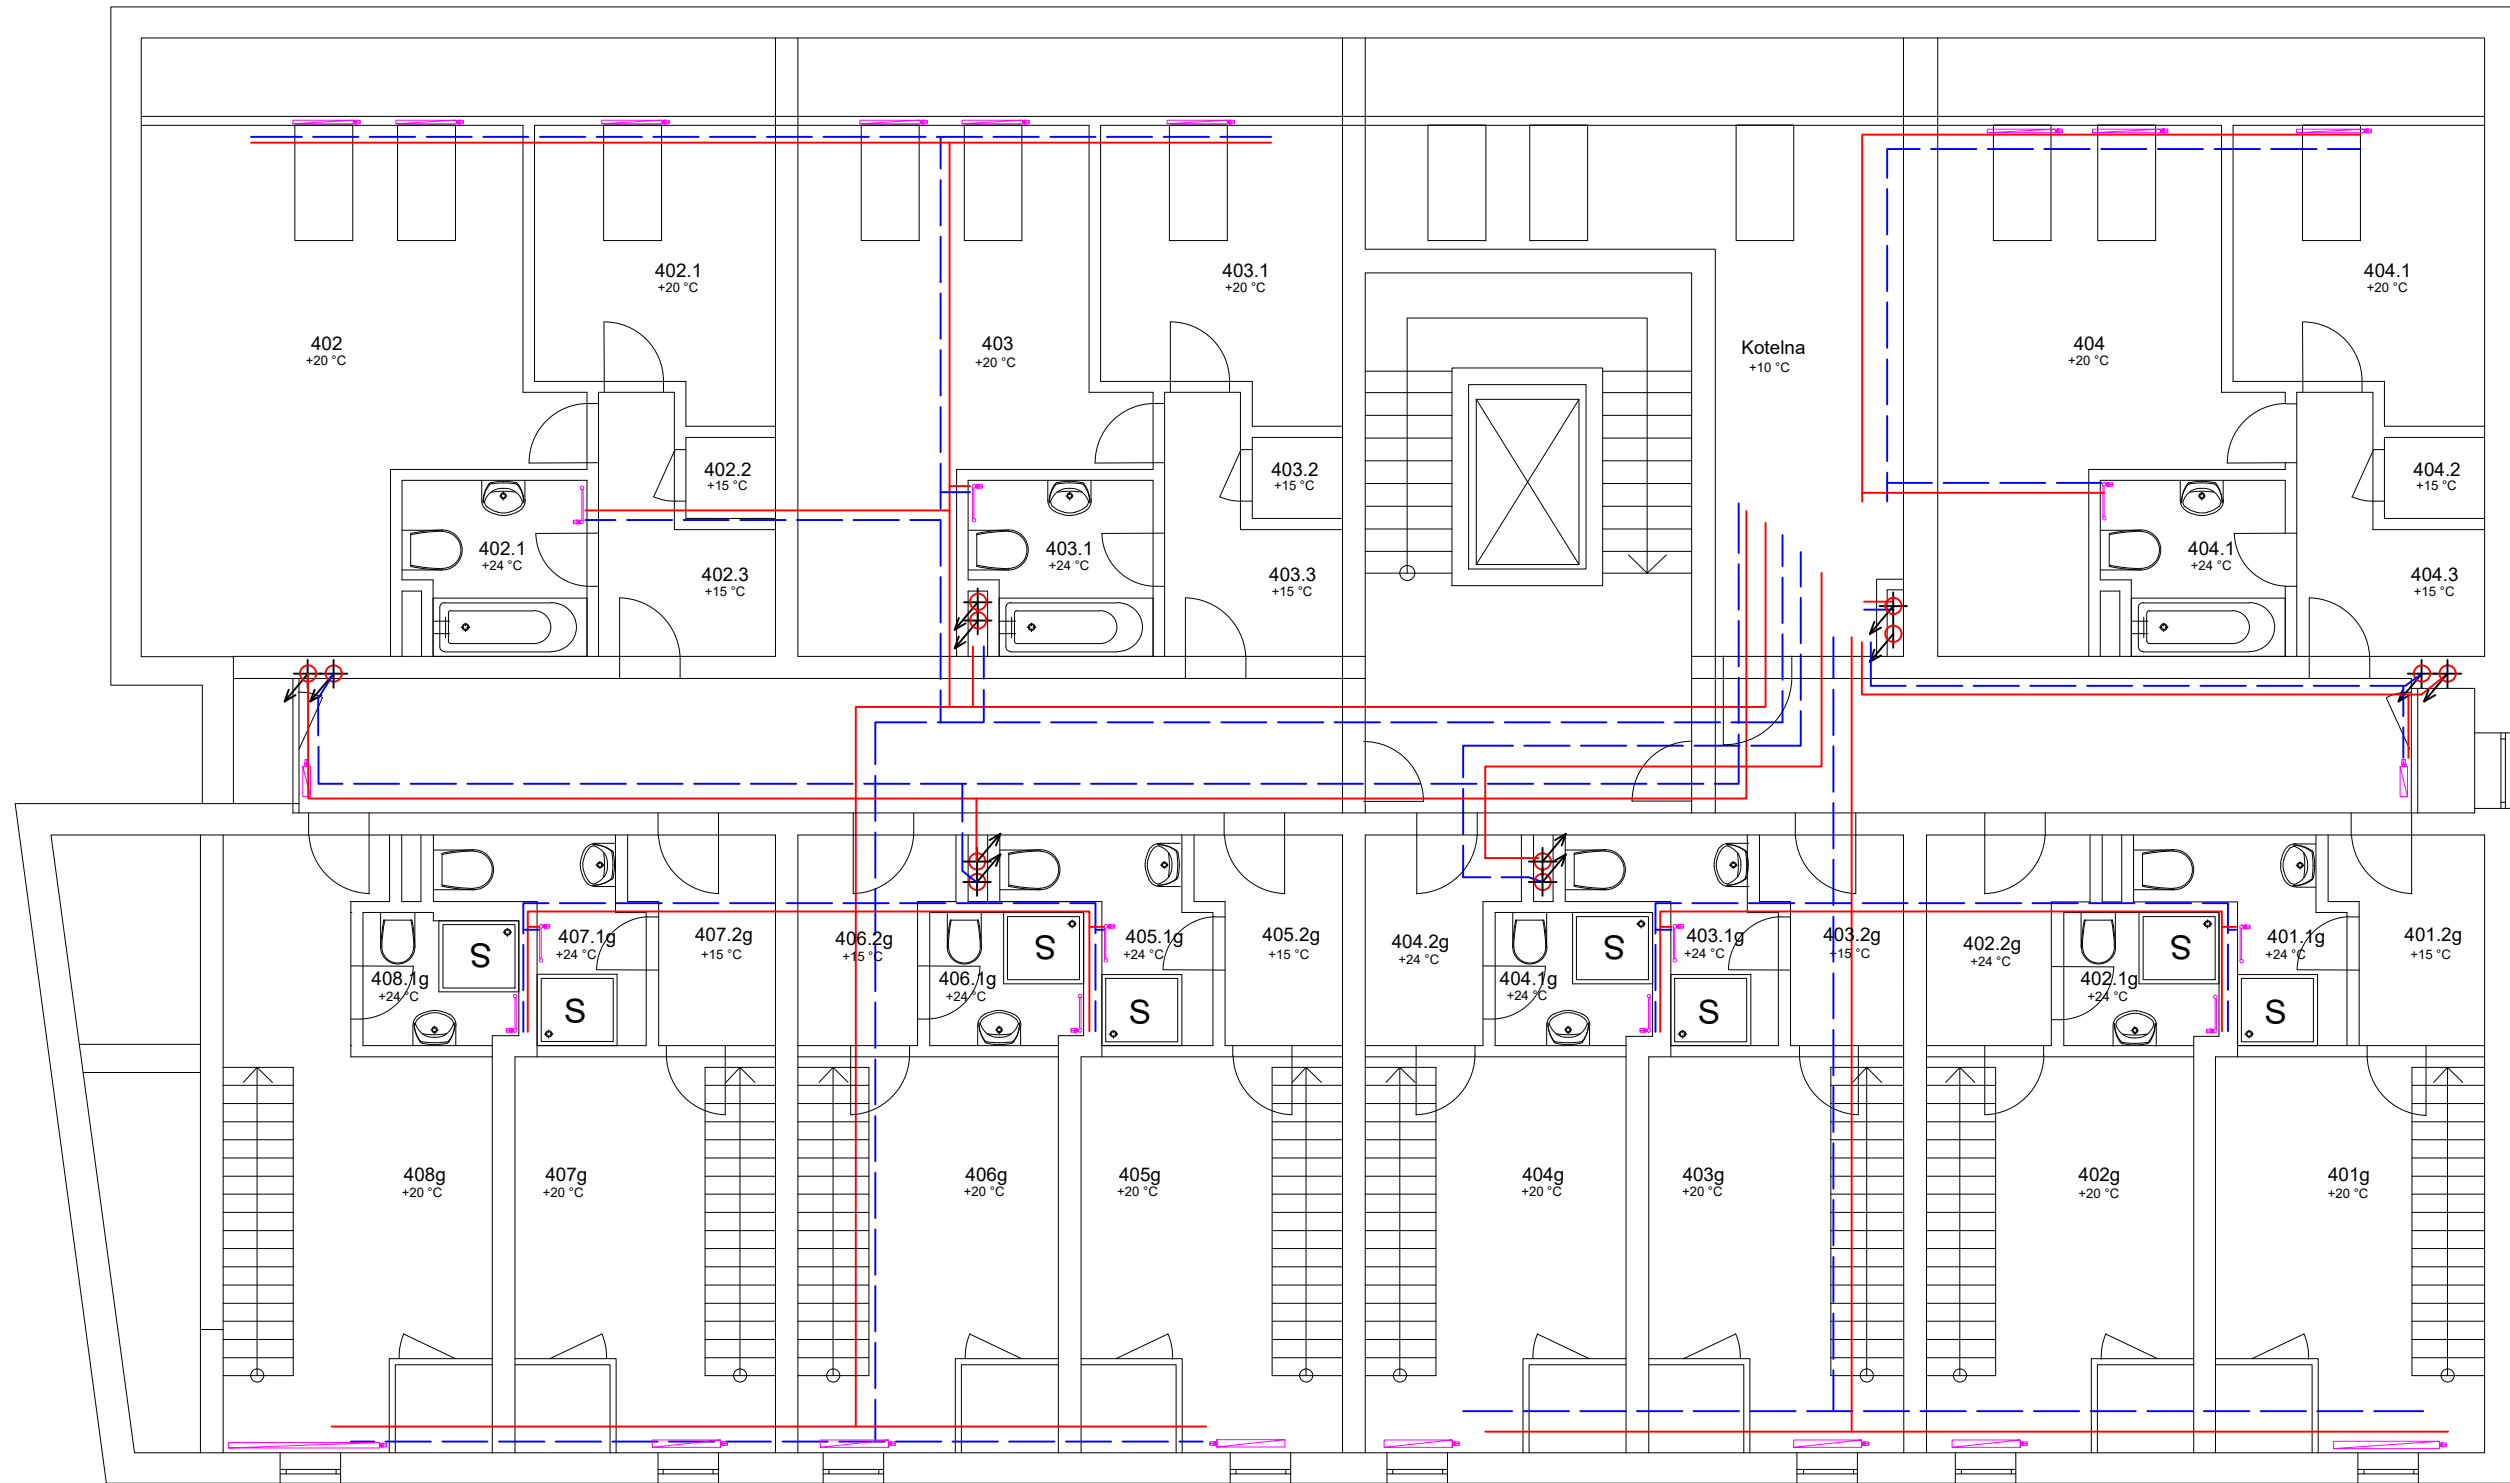 402.1
+20 °C
403.1
+20 °C
404.1
+20 °C
402
+20 °C
403
+20 °C
Kotelna
+10 °C
404
+20 °C
402.2
+15 °C
403.2
+15 °C
404.2
+15 °C
402.1
+24 °C
403.1
+24 °C
404.1
+24 °C
402.3
+15 °C
403.3
+15 °C
404.3
+15 °C
407.1g
+24 °C
407.2g
+15 °C
406.2g
+15 °C
405.1g
+24 °C
405.2g
+15 °C
404.2g
+24 °C
403.1g
+24 °C
403.2g
+15 °C
402.2g
+24 °C
401.1g
+24 °C
401.2g
+15 °C
S
S
S
S
408.1g
+24 °C
406.1g
+24 °C
404.1g
+24 °C
402.1g
+24 °C
S
S
S
S
408g
+20 °C
407g
+20 °C
406g
+20 °C
405g
+20 °C
404g
+20 °C
403g
+20 °C
402g
+20 °C
401g
+20 °C